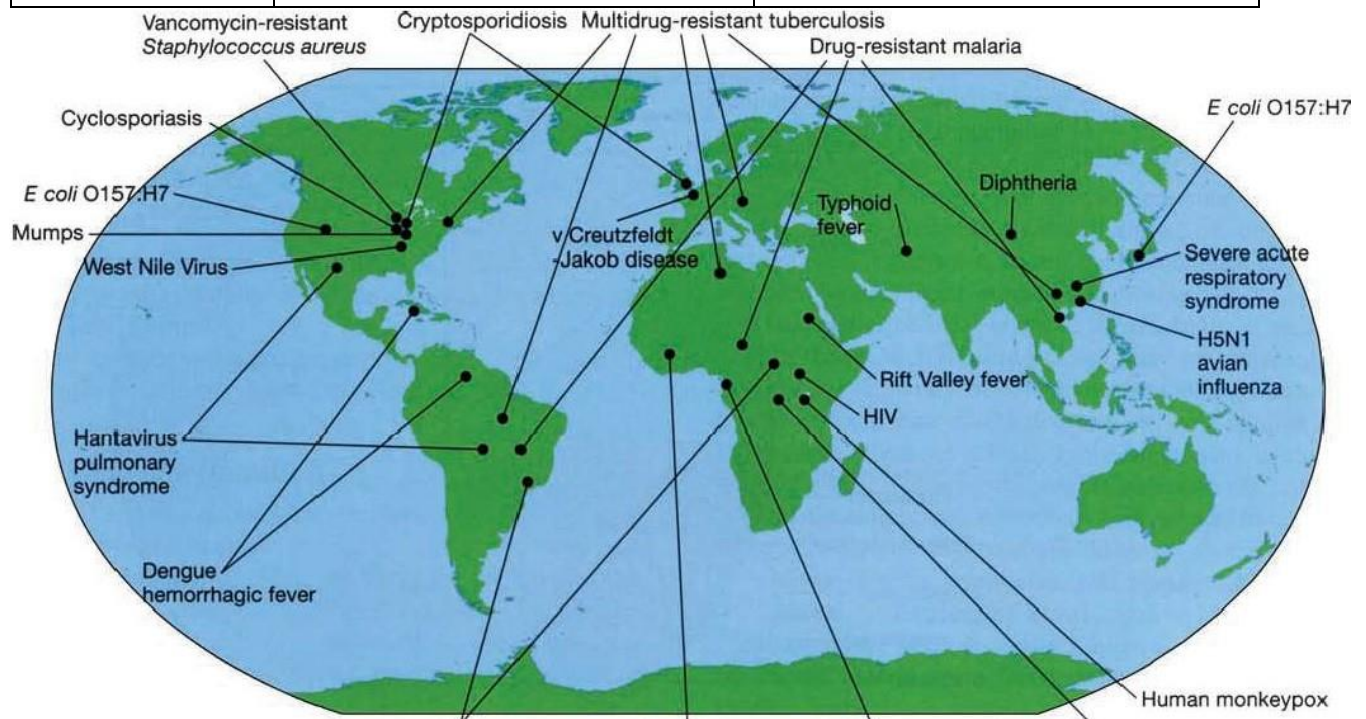 Vancomycin-resistant
Staphylococcus aureus
Cryptosporidiosis
Multidrug-resistant tuberculosis
Drug-resistant malaria
Cyclosporiasis
E coli O157:H7
E coli O157:H7
Mumps
West Nile Virus
v Creutzfeldt
-Jakob disease
Typhoid
fever
Diphtheria
Severe acute
respiratory
syndrome
H5N1
avian
influenza
Rift Valley fever
HIV
Hantavirus
pulmonary
syndrome
Dengue
hemorrhagic fever
Human monkeypox